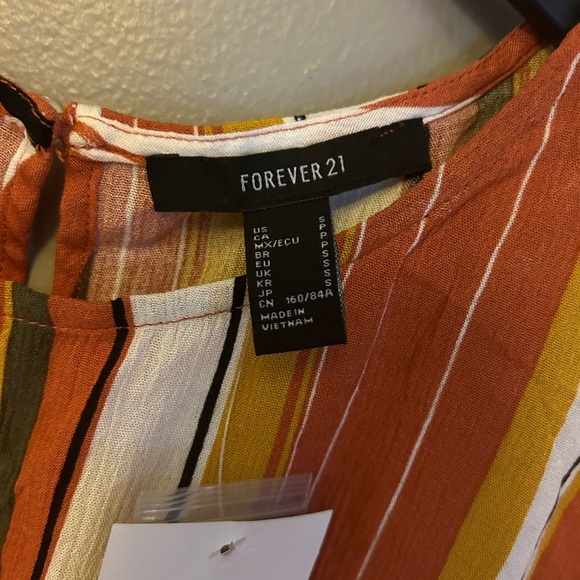 FOREVER 21
US S
CA P
MX/ECU P
BR P
EU S
UK S
KR S
JP S
CN 160/84A
MADE IN
VIETNAM